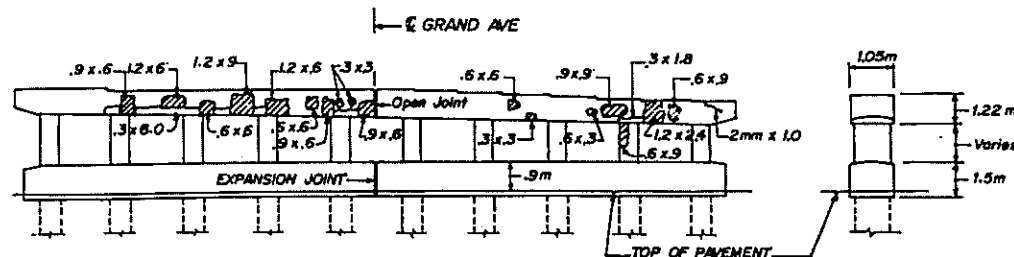 ℄ GRAND AVE
.9 x .6
1.2 x 6
1.2 x 9
1.2 x .6
.3 x .3
.6 x .6
.9 x .9
.3 x 1.8
.6 x .9
1.05m
Open Joint
1.22 m
.3 x 6.0
.6 x 6
.9 x .6
.9 x .6
.3 x .3
.6 x .3
1.2 x 2.4
2mm x 1.0
Varies
.6 x .9
EXPANSION JOINT
.9 m
1.5m
TOP OF PAVEMENT